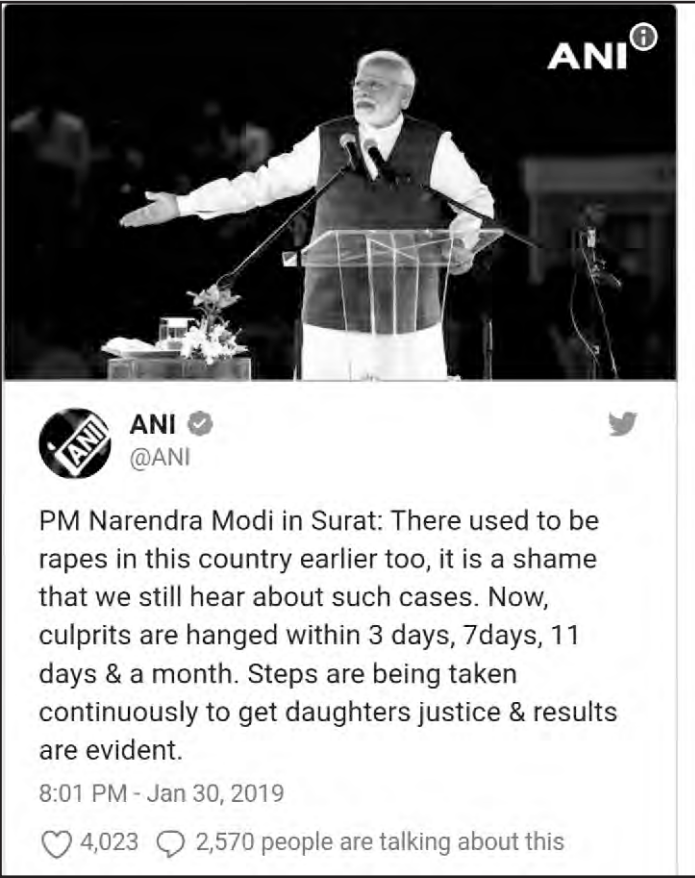 ANI
ANI
ANI
@ANI
PM Narendra Modi in Surat: There used to be
rapes in this country earlier too, it is a shame
that we still hear about such cases. Now,
culprits are hanged within 3 days, 7days, 11
days & a month. Steps are being taken
continuously to get daughters justice & results
are evident.
8:01 PM - Jan 30, 2019
4,023 2,570 people are talking about this